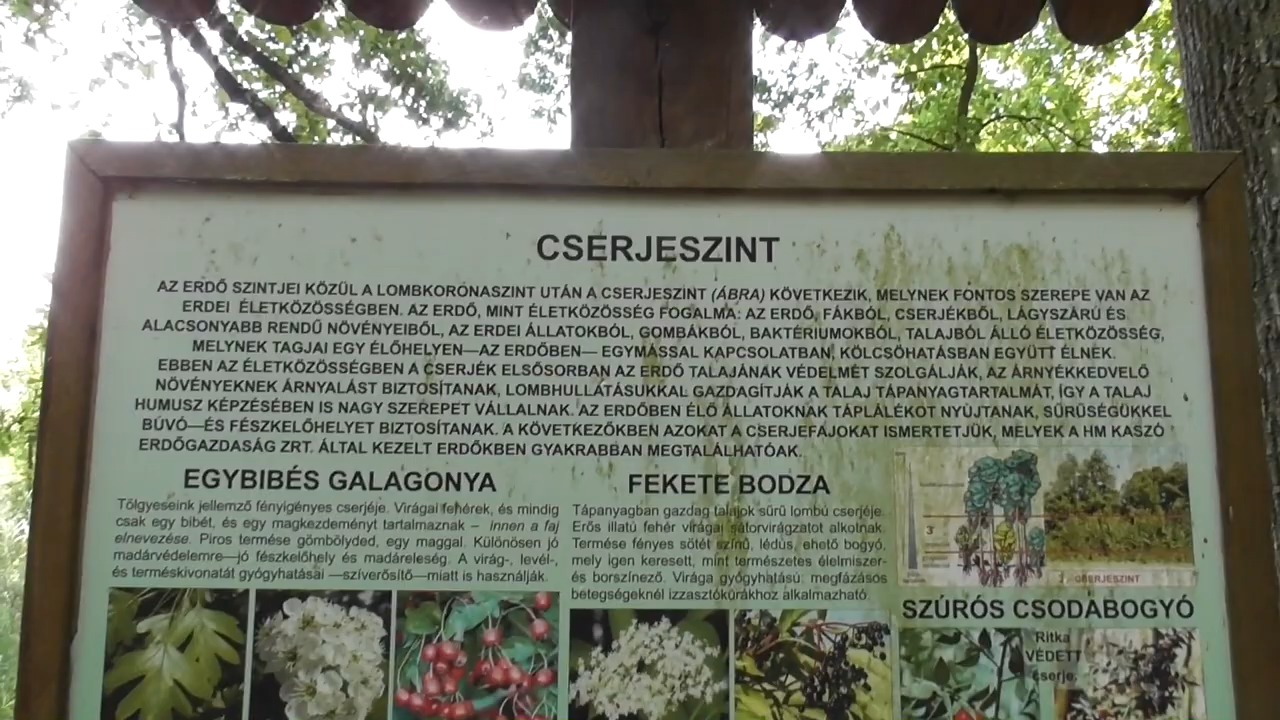 CSERJESZINT
AZ ERDŐ SZINTJEI KÖZÜL A LOMBKORONASZINT UTÁN A CSERJESZINT (ÁBRA) KÖVETKEZIK, MELYNEK FONTOS SZEREPE VAN AZ
ERDEI ÉLETKÖZÖSSÉGBEN. AZ ERDŐ, MINT ÉLETKÖZÖSSÉG FOGALMA: AZ ERDŐ, FÁKBÓL, CSERJÉKBŐL, LÁGYSZÁRÚ ÉS
ALACSONYABB RENDŰ NÖVÉNYEIBŐL, AZ ERDEI ÁLLATOKBÓL, GOMBÁKBÓL, BAKTÉRIUMOKBÓL, TALAJBÓL ÁLLÓ ÉLETKÖZÖSSÉG,
MELYNEK TAGJAI EGY ÉLŐHELYEN—AZ ERDŐBEN— EGYMÁSSAL KAPCSOLATBAN, KÖLCSÖHATÁSBAN EGYÜTT ÉLNEK.
EBBEN AZ ÉLETKÖZÖSSÉGBEN A CSERJÉK ELSŐSORBAN AZ ERDŐ TALAJÁNAK VÉDELMÉT SZOLGÁLJÁK, AZ ÁRNYÉKKEDVELŐ
NÖVÉNYEKNEK ÁRNYALÁST BIZTOSÍTANAK, LOMBHULLATÁSUKKAL GAZDAGÍTJÁK A TALAJ TÁPANYAGTARTALMÁT, ÍGY A TALAJ
HUMUSZ KÉPZÉSÉBEN IS NAGY SZEREPET VÁLLALNAK. AZ ERDŐBEN ÉLŐ ÁLLATOKNAK TÁPLÁLÉKOT NYÚJTANAK, SŰRŰSÉGÜKKEL
BÚVÓ—ÉS FÉSZKELŐHELYET BIZTOSÍTANAK. A KÖVETKEZŐKBEN AZOKAT A CSERJEFAJOKAT ISMERTETJÜK, MELYEK A HM KASZÓ
ERDŐGAZDASÁG ZRT. ÁLTAL KEZELT ERDŐKBEN GYAKRABBAN MEGTALÁLHATÓAK.
EGYBIBÉS GALAGONYA
Tölgyeseink jellemző fényigényes cserjéje. Virágai fehérek, és mindig
csak egy bibét, és egy magkezdeményt tartalmaznak – innen a faj
elnevezése. Piros termése gömbölyded, egy maggal. Különösen jó
madárvédelemre—jó fészkelőhely és madáreleség. A virág-, levél-,
és terméskivonatát gyógyhatásai —szíverősítő—miatt is használják.
FEKETE BODZA
Tápanyagban gazdag talajok sűrű lombú cserjéje.
Erős illatú fehér virágai sátorvirágzatot alkotnak.
Termése fényes sötét színű, lédús, ehető bogyó,
mely igen keresett, mint természetes élelmiszer-
és borszínező. Virága gyógyhatású: megfázásos
betegségeknél izzasztókúrákhoz alkalmazható.
CSERJESZINT
SZÚRÓS CSODABOGYÓ
Ritka
VÉDETT
cserje.